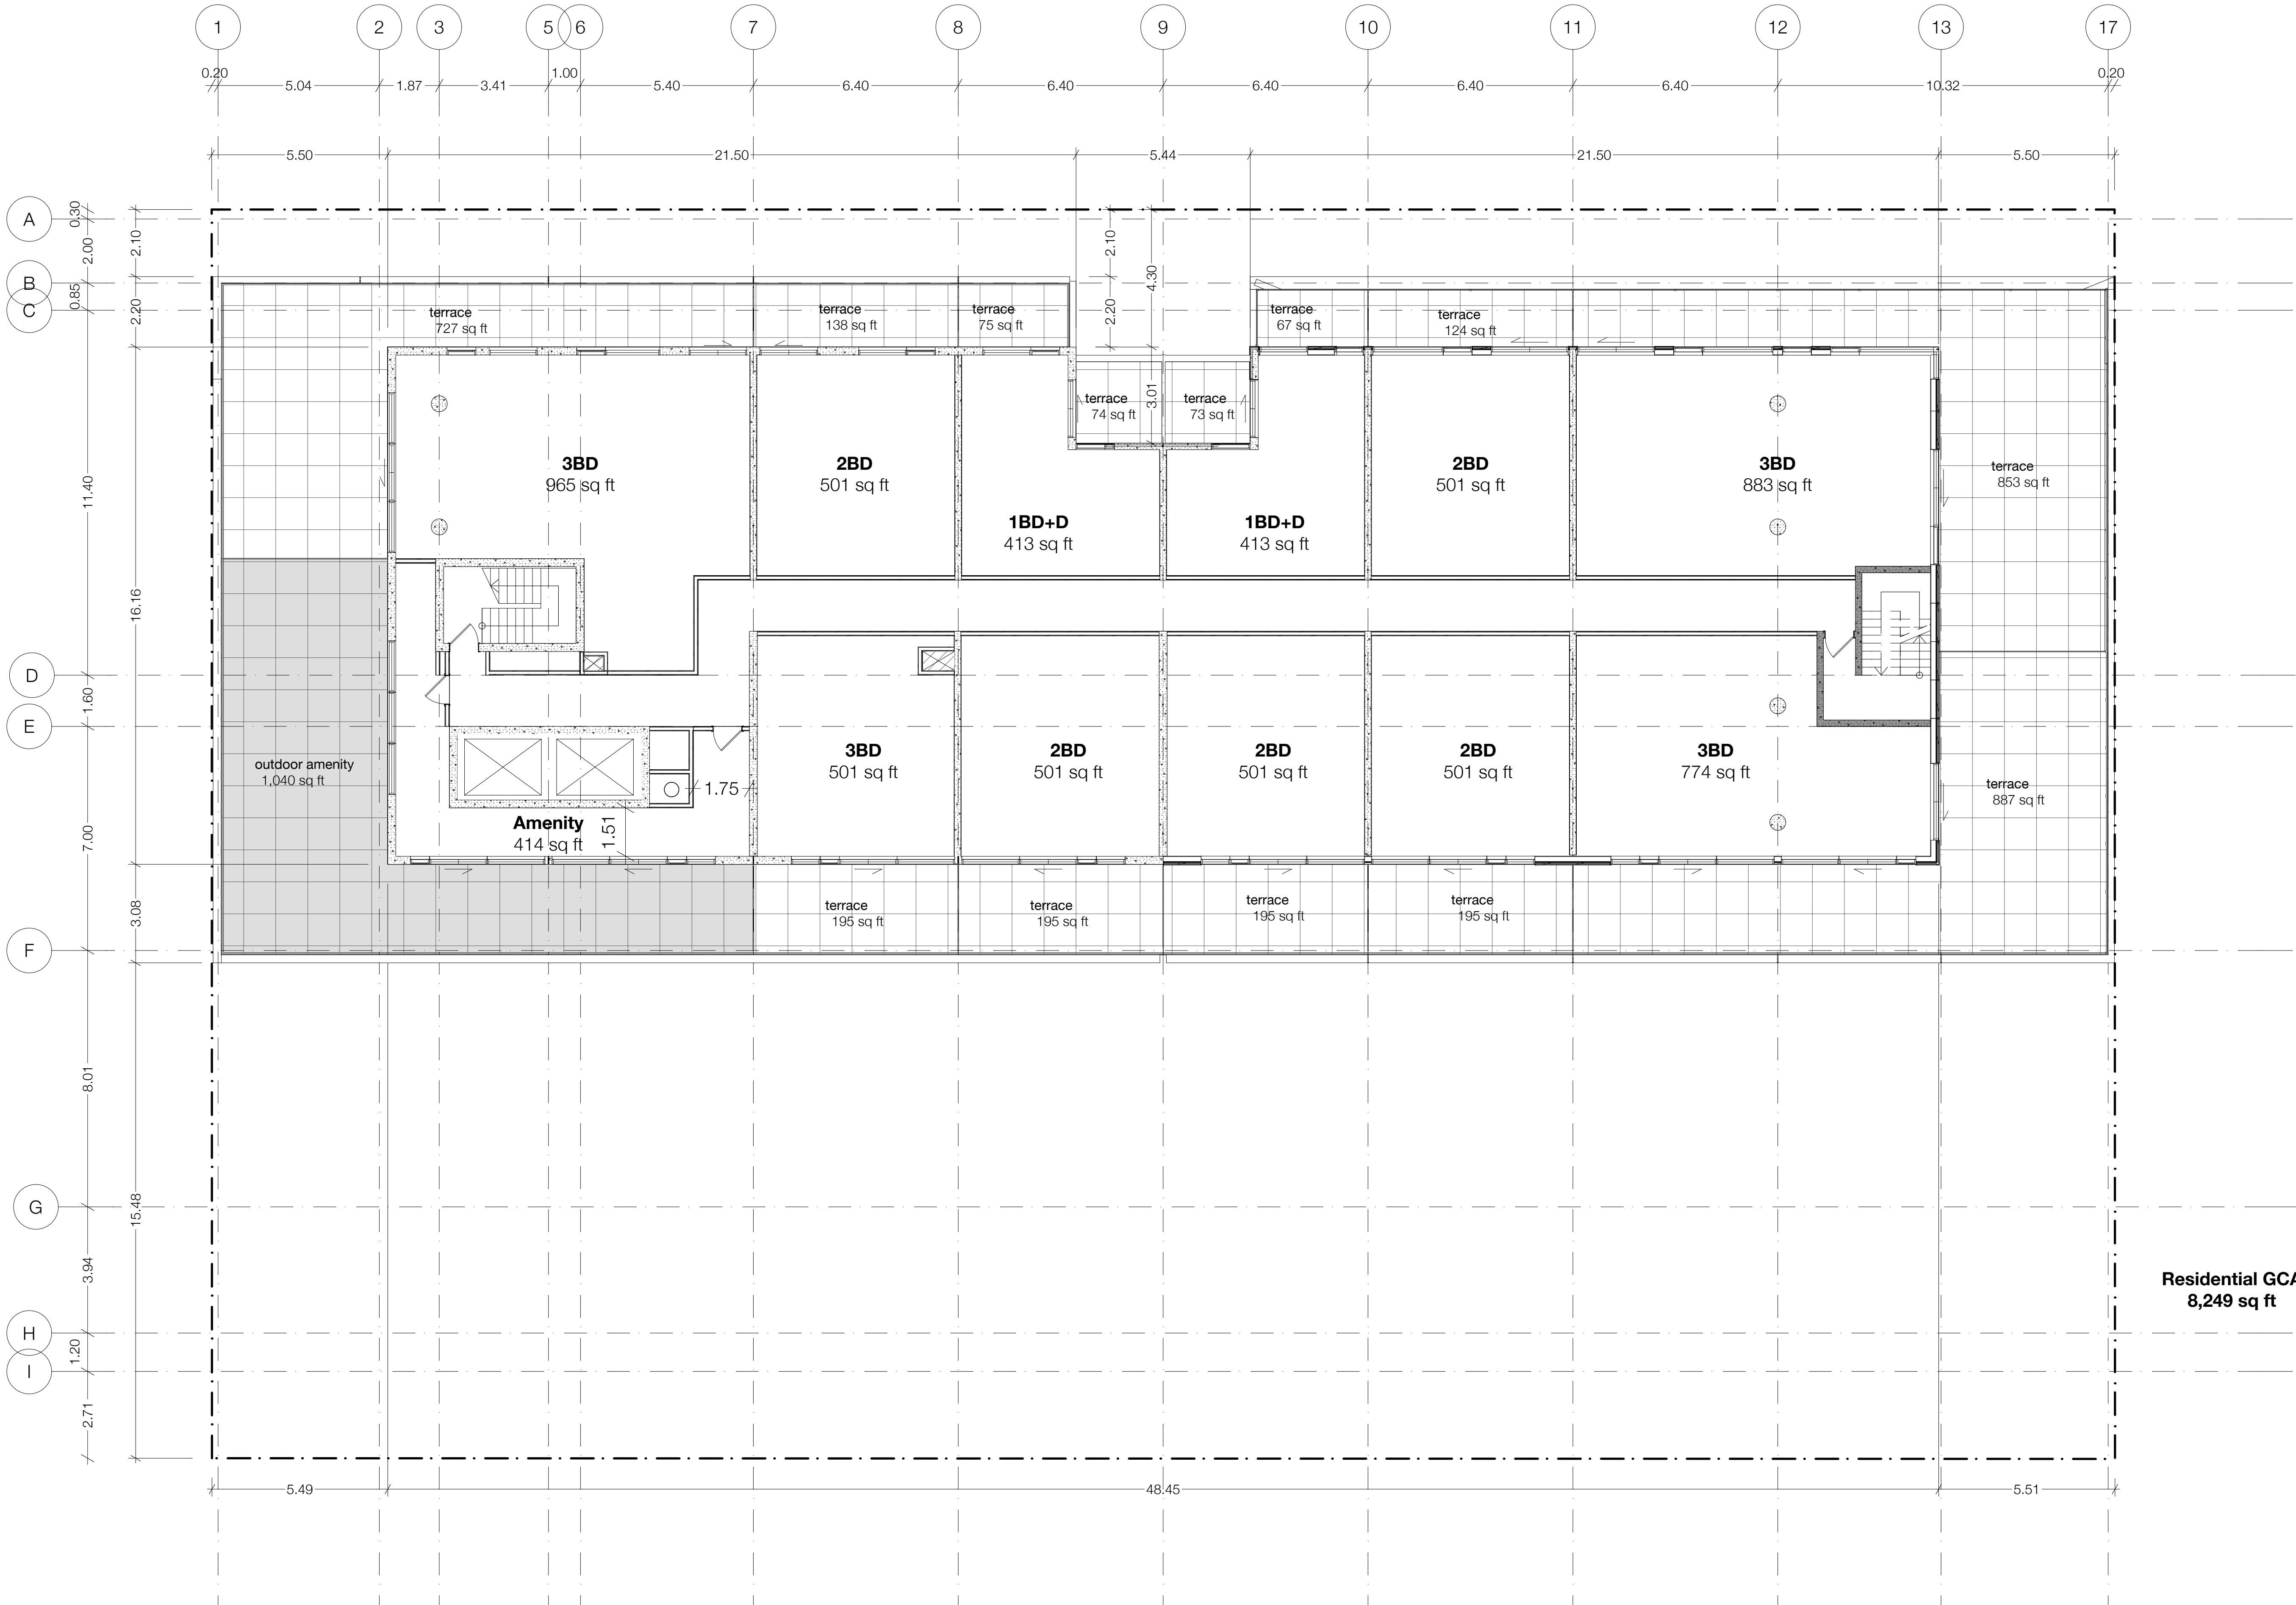 1
2
3
5
6
7
8
9
10
11
12
13
17
0.20
5.04
1.87
3.41
1.00
5.40
6.40
6.40
6.40
6.40
6.40
10.32
0.20
5.50
21.50
5.44
21.50
5.50
A
B
C
D
E
F
G
H
I
0.30
2.00
0.85
11.40
1.60
7.00
8.01
3.94
1.20
2.71
2.10
2.20
16.16
3.08
15.48
2.10
2.20
4.30
3.01
terrace
727 sq ft
terrace
138 sq ft
terrace
75 sq ft
terrace
67 sq ft
terrace
124 sq ft
terrace
74 sq ft
terrace
73 sq ft
3BD
965 sq ft
2BD
501 sq ft
1BD+D
413 sq ft
1BD+D
413 sq ft
2BD
501 sq ft
3BD
883 sq ft
terrace
853 sq ft
outdoor amenity
1,040 sq ft
Amenity
414 sq ft
1.51
1.75
3BD
501 sq ft
2BD
501 sq ft
2BD
501 sq ft
2BD
501 sq ft
3BD
774 sq ft
terrace
887 sq ft
terrace
195 sq ft
terrace
195 sq ft
terrace
195 sq ft
terrace
195 sq ft
Residential GCA
8,249 sq ft
5.49
48.45
5.51